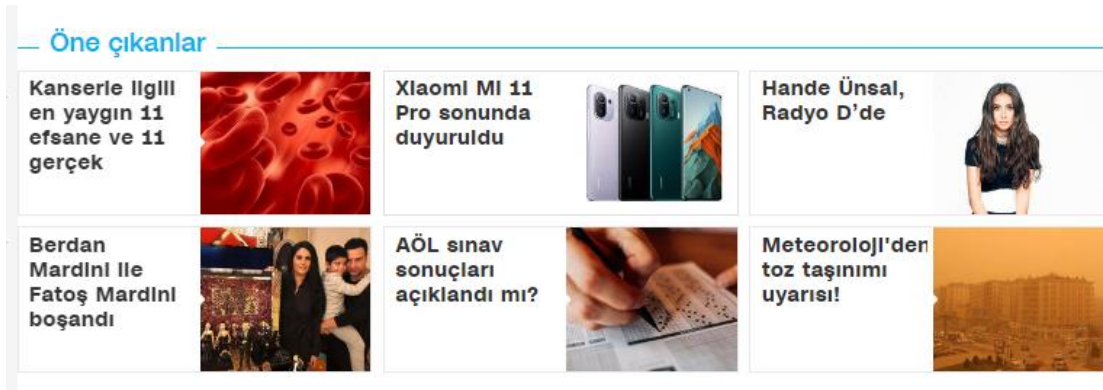 Öne çıkanlar
Kanserle ilgili
en yaygın 11
efsane ve 11
gerçek
Xiaomi Mi 11
Pro sonunda
duyuruldu
Hande Ünsal,
Radyo D’de
Berdan
Mardini ile
Fatoş Mardini
boşandı
AÖL sınav
sonuçları
açıklandı mı?
Meteoroloji'den
toz taşınımı
uyarısı!